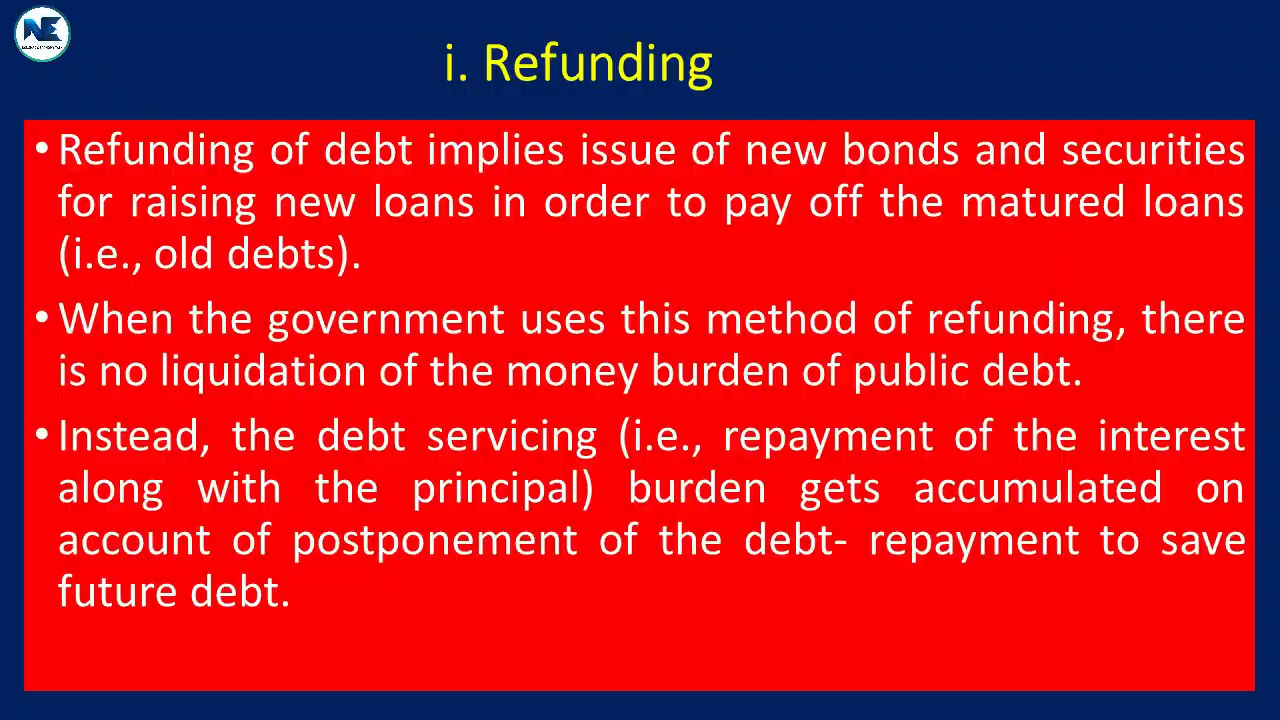 NE
i. Refunding
• Refunding of debt implies issue of new bonds and securities
for raising new loans in order to pay off the matured loans
(i.e., old debts).
• When the government uses this method of refunding, there
is no liquidation of the money burden of public debt.
• Instead, the debt servicing (i.e., repayment of the interest
along with the principal) burden gets accumulated on
account of postponement of the debt- repayment to save
future debt.